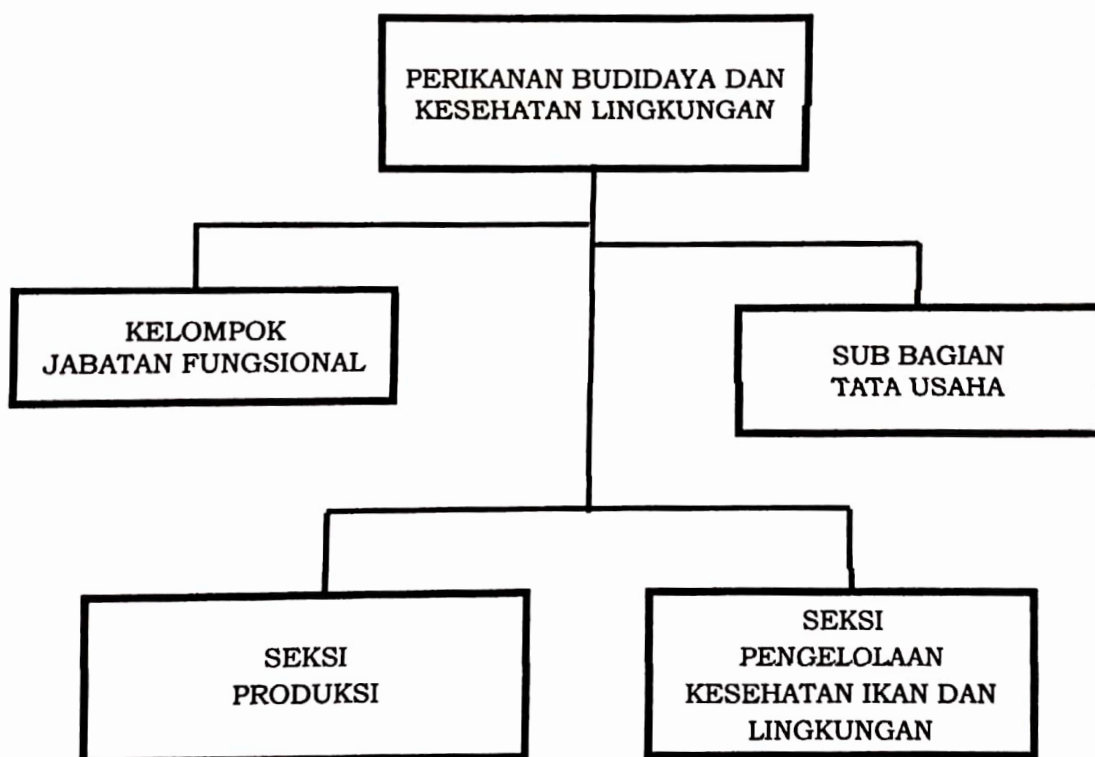 PERIKANAN BUDIDAYA DAN
KESEHATAN LINGKUNGAN
KELOMPOK
JABATAN FUNGSIONAL
SUB BAGIAN
TATA USAHA
SEKSI
PRODUKSI
SEKSI
PENGELOLAAN
KESEHATAN IKAN DAN
LINGKUNGAN